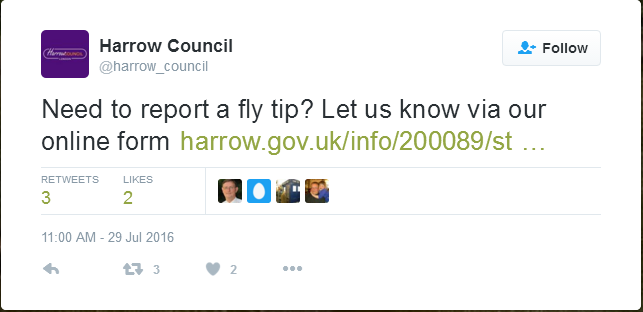 Harrow Council
@harrow_council
Follow
Need to report a fly tip? Let us know via our
online form harrow.gov.uk/info/200089/st …
RETWEETS LIKES
3 2
11:00 AM - 29 Jul 2016
3 2